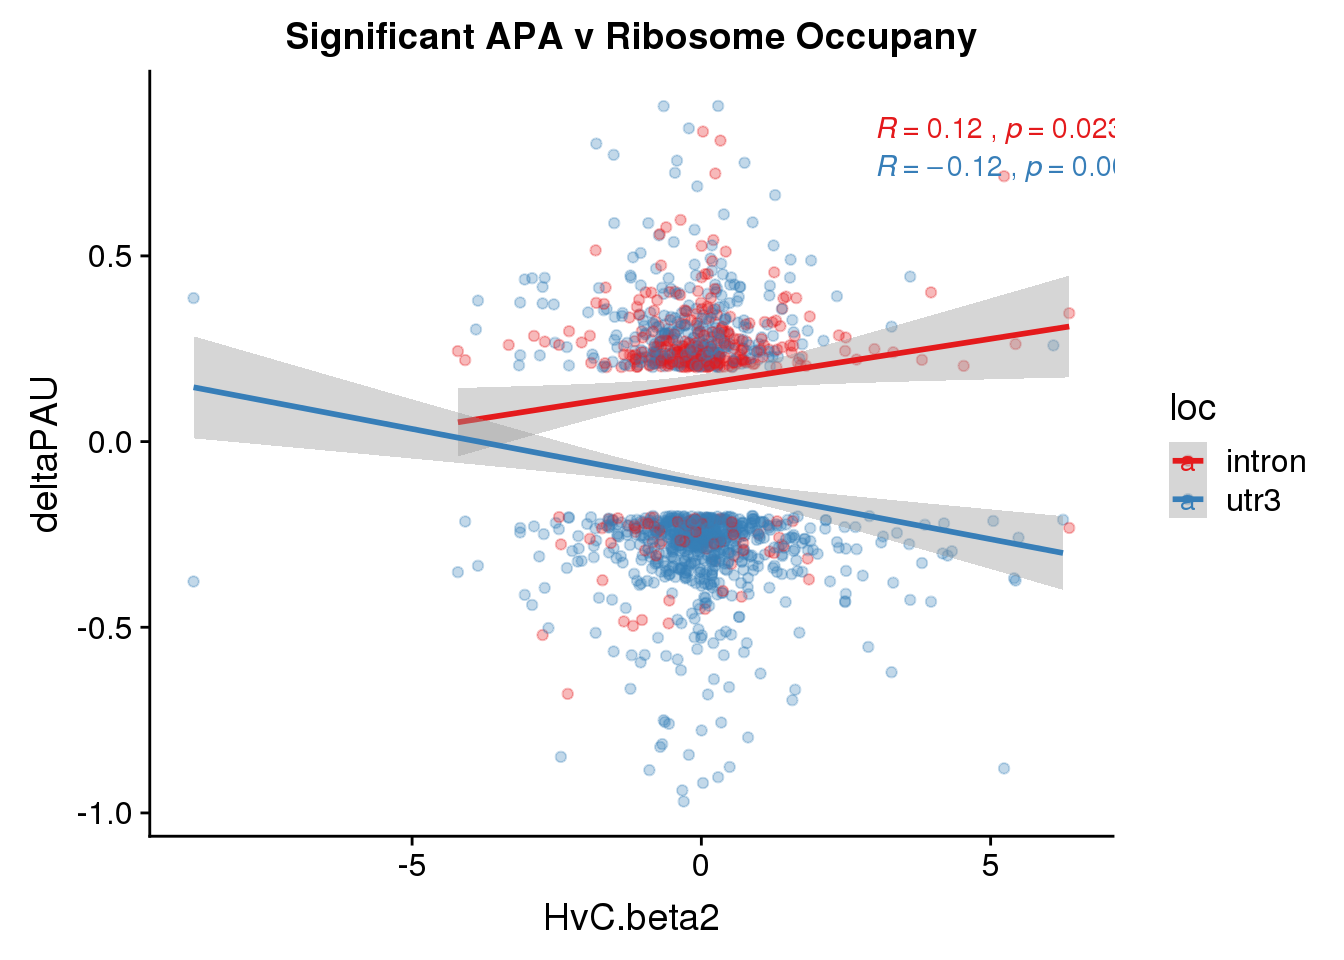 Significant APA v Ribosome Occupany
R = 0.12 , p = 0.023
R = −0.12 , p = 0.00
0.5
0.0
-0.5
-1.0
deltaPAU
-5 0 5
HvC.beta2
loc
a intron
a utr3